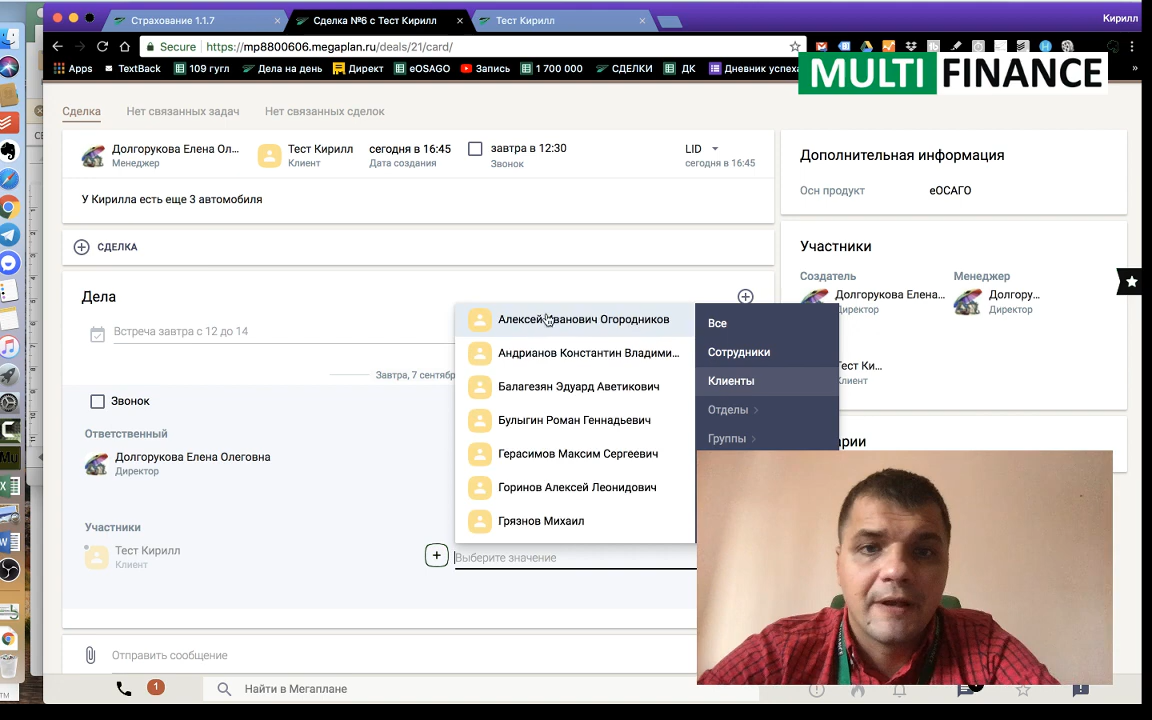 Страхование 1.1.7
Сделка №6 с Тест Кирилл
Тест Кирилл
Кирилл
Secure
https://mp8800606.megaplan.ru/deals/21/card/
Apps
TextBack
109 гугл
Дела на день
Директ
eOSAGO
Запись
1 700 000
СДЕЛКИ
ДК
Дневник успеха
»
MULTI FINANCE
Сделка
Нет связанных задач
Нет связанных сделок
Долгорукова Елена Ол...
Менеджер
Тест Кирилл
Клиент
сегодня в 16:45
Дата создания
завтра в 12:30
Звонок
LID
сегодня в 16:45
У Кирилла есть еще 3 автомобиля
СДЕЛКА
Дела
Встреча завтра с 12 до 14
Завтра, 7 сентябр
Звонок
Ответственный
Долгорукова Елена Олеговна
Директор
Участники
Тест Кирилл
Клиент
Алексей Иванович Огородников
Андрианов Константин Владими...
Балагезян Эдуард Аветикович
Булыгин Роман Геннадьевич
Герасимов Максим Сергеевич
Горинов Алексей Леонидович
Грязнов Михаил
Выберите значение
Все
Сотрудники
Клиенты
Отделы
Группы
Дополнительная информация
Осн продукт
еОСАГО
Участники
Создатель
Менеджер
Долгорукова Елена...
Директор
Долгору...
Директор
Тест Ки...
Клиент
арии
Отправить сообщение
1
Найти в Мегаплане